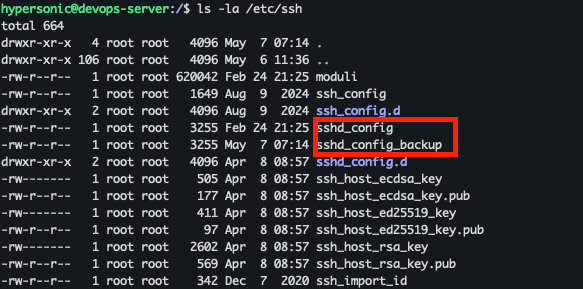 hypersonic@devops-server:/$ ls -la /etc/ssh
total 664
drwxr-xr-x   4 root root   4096 May  7 07:14 .
drwxr-xr-x 106 root root   4096 May  6 11:36 ..
-rw-r--r--   1 root root 620042 Feb 24 21:25 moduli
-rw-r--r--   1 root root   1649 Aug  9  2024 ssh_config
drwxr-xr-x   2 root root   4096 Aug  9  2024 ssh_config.d
-rw-r--r--   1 root root   3255 Feb 24 21:25 sshd_config
-rw-r--r--   1 root root   3255 May  7 07:14 sshd_config_backup
drwxr-xr-x   2 root root   4096 Apr  8 08:57 sshd_config.d
-rw-------   1 root root    505 Apr  8 08:57 ssh_host_ecdsa_key
-rw-r--r--   1 root root    177 Apr  8 08:57 ssh_host_ecdsa_key.pub
-rw-------   1 root root    411 Apr  8 08:57 ssh_host_ed25519_key
-rw-r--r--   1 root root     97 Apr  8 08:57 ssh_host_ed25519_key.pub
-rw-------   1 root root   2602 Apr  8 08:57 ssh_host_rsa_key
-rw-r--r--   1 root root    569 Apr  8 08:57 ssh_host_rsa_key.pub
-rw-r--r--   1 root root    342 Dec  7  2020 ssh_import_id